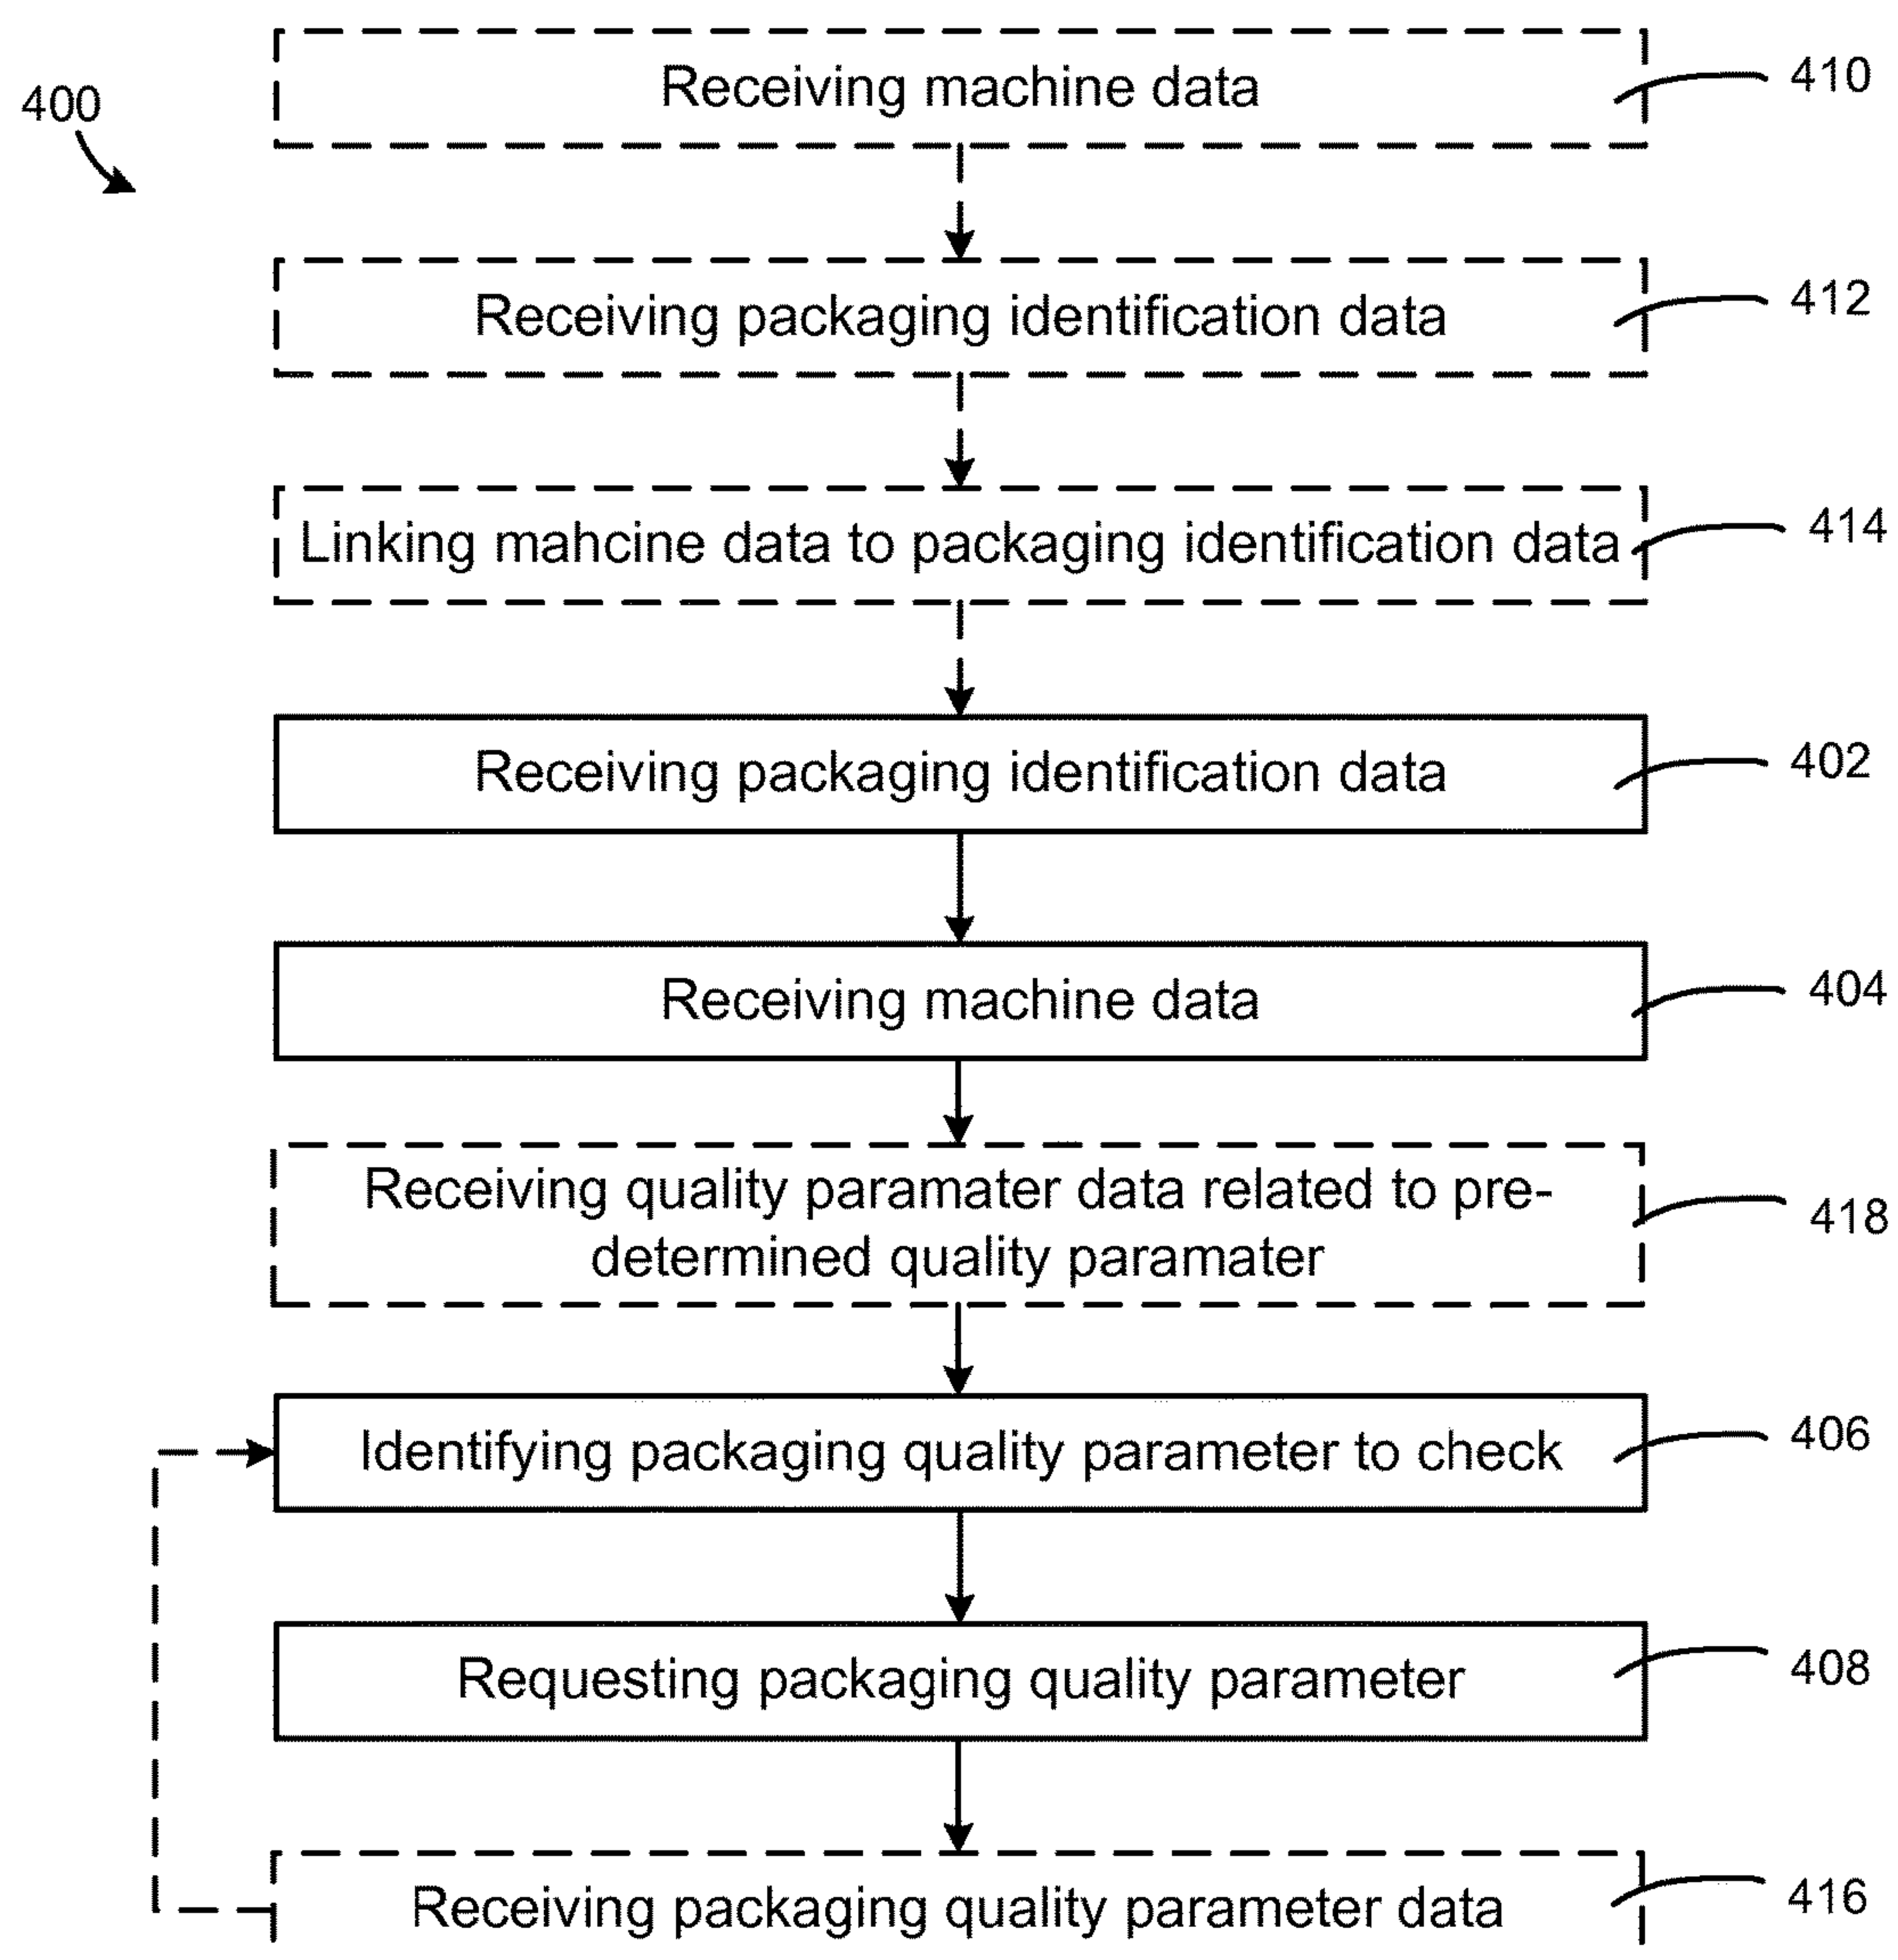 Receiving machine data
410
400
Receiving packaging identification data
412
Linking mahcine data to packaging identification data
414
Receiving packaging identification data
402
Receiving machine data
404
Receiving quality paramater data related to pre-
determined quality paramater
418
Identifying packaging quality parameter to check
406
Requesting packaging quality parameter
408
Receiving packaging quality parameter data
416